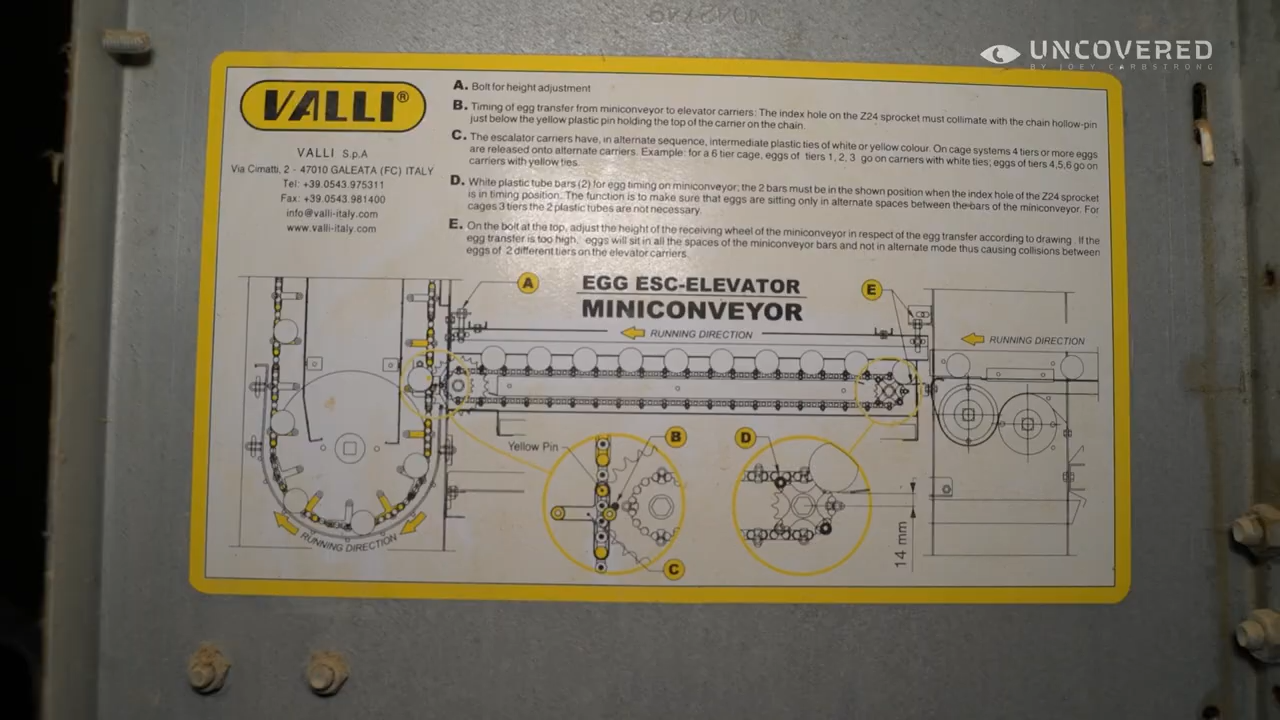 UNCOVERED
BY JOEY CARBSTRONG
VALLI®
VALLI S.p.A
Via Cimatti, 2 - 47010 GALEATA (FC) ITALY
Tel: +39.0543.975311
Fax: +39.0543.981400
info@valli-italy.com
www.valli-italy.com
A. Bolt for height adjustment
B. Timing of egg transfer from miniconveyor to elevator carriers: The index hole on the Z24 sprocket must collimate with the chain hollow-pin
just below the yellow plastic pin holding the top of the carrier on the chain.
C. The escalator carriers have, in alternate sequence, intermediate plastic ties of white or yellow colour. On cage systems 4 tiers or more eggs
are released onto alternate carriers. Example: for a 6 tier cage, eggs of tiers 1, 2, 3 go on carriers with white ties; eggs of tiers 4,5,6 go on
carriers with yellow ties.
D. White plastic tube bars (2) for egg timing on miniconveyor; the 2 bars must be in the shown position when the index hole of the Z24 sprocket
is in timing position. The function is to make sure that eggs are sitting only in alternate spaces between the bars of the miniconveyor. For
cages 3 tiers the 2 plastic tubes are not necessary.
E. On the bolt at the top, adjust the height of the receiving wheel of the miniconveyor in respect of the egg transfer according to drawing. If the
egg transfer is too high, eggs will sit in all the spaces of the miniconveyor bars and not in alternate mode thus causing collisions between
eggs of 2 different tiers on the elevator carriers.
EGG ESC-ELEVATOR
MINICONVEYOR
A
E
RUNNING DIRECTION
RUNNING DIRECTION
Yellow Pin
B
D
C
14 mm
RUNNING DIRECTION